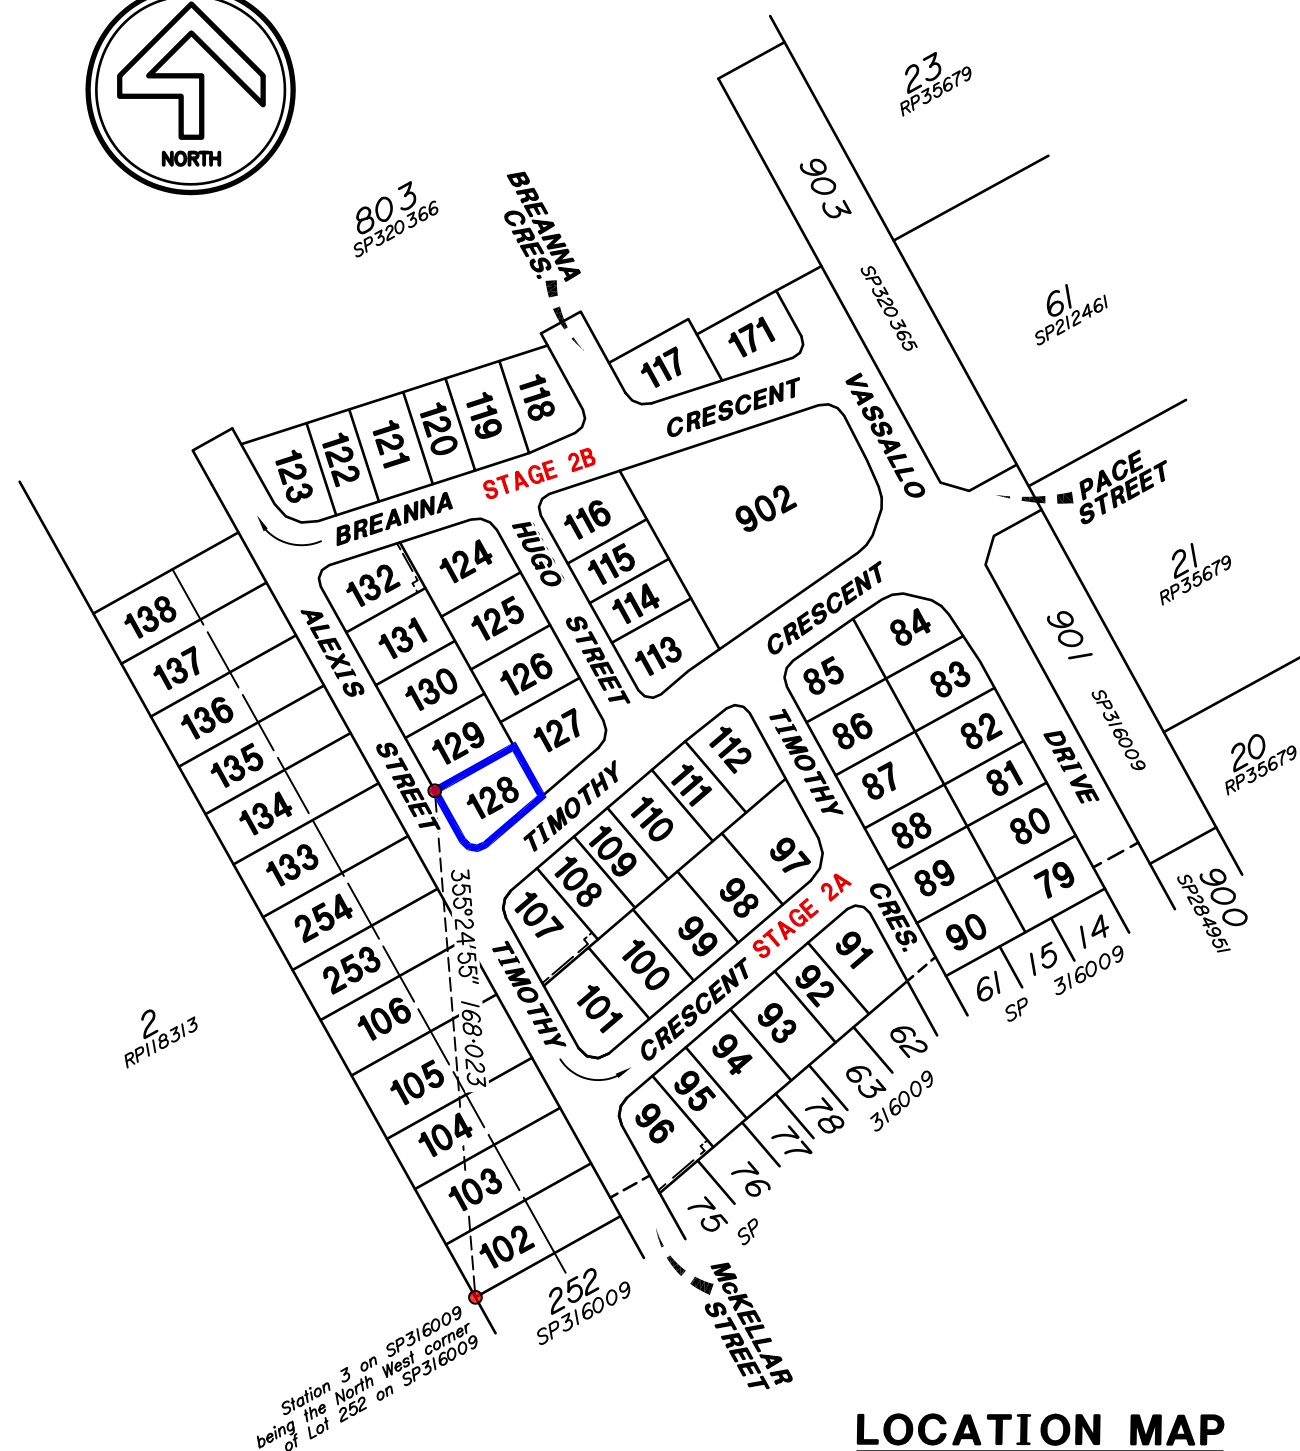 NORTH
23
RP35679
803
SP320366
BREANNA
CRES.
903
SP320365
61
SP212461
117
171
CRESCENT
VASSALLO
118
119
120
121
122
123
STAGE 2B
BREANNA
PACE
STREET
902
116
115
114
113
HUGO
STREET
124
132
125
131
126
130
127
129
128
ALEXIS
STREET
138
137
136
135
134
133
254
253
106
105
104
103
102
21
RP35679
901
SP316009
20
RP35679
CRESCENT
TIMOTHY
84
85
83
86
82
87
81
88
80
89
79
90
DRIVE
TIMOTHY
CRES.
112
111
110
109
108
107
97
98
99
100
101
STAGE 2A
CRESCENT
TIMOTHY
91
92
93
94
95
96
900
SP284951
14
15
61
SP 316009
62
63
78
77
76
75
SP 316009
355°24'55" 168·023
2
RP118313
252
SP316009
McKELLAR
STREET
Station 3 on SP316009
being the North West corner
of Lot 252 on SP316009
LOCATION MAP